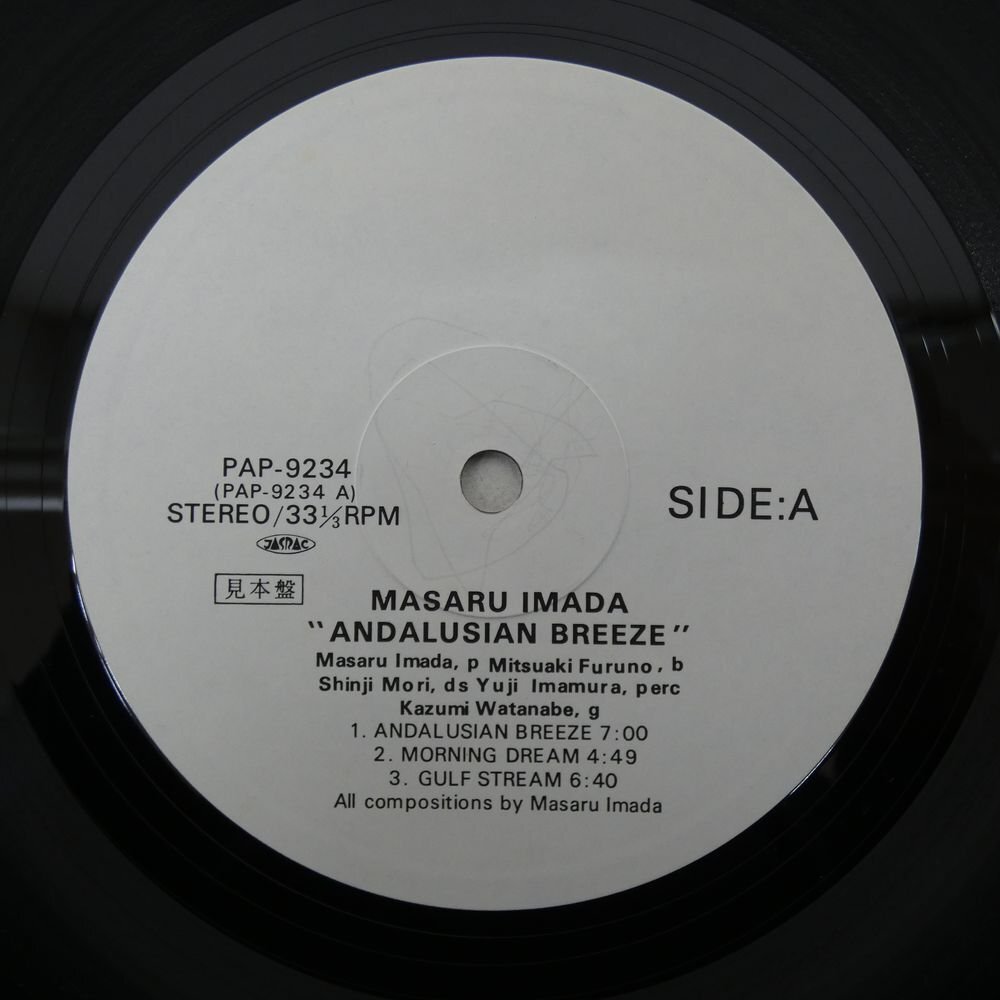 PAP-9234
(PAP-9234 A)
STEREO/33⅓RPM
JASRAC
見本盤
SIDE:A
MASARU IMADA
"ANDALUSIAN BREEZE"
Masaru Imada, p Mitsuaki Furuno, b
Shinji Mori, ds Yuji Imamura, perc
Kazumi Watanabe, g
1. ANDALUSIAN BREEZE 7:00
2. MORNING DREAM 4:49
3. GULF STREAM 6:40
All compositions by Masaru Imada